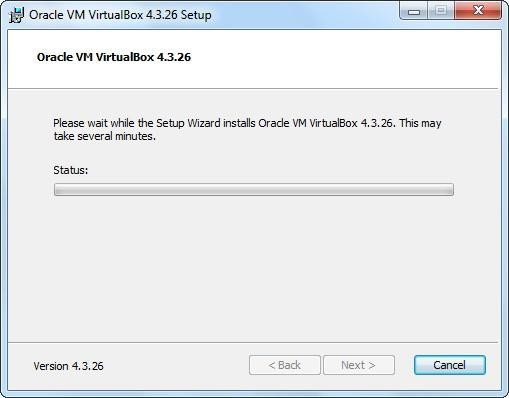 Oracle VM VirtualBox 4.3.26 Setup
Oracle VM VirtualBox 4.3.26
Please wait while the Setup Wizard installs Oracle VM VirtualBox 4.3.26. This may
take several minutes.
Status:
Version 4.3.26
< Back
Next >
Cancel